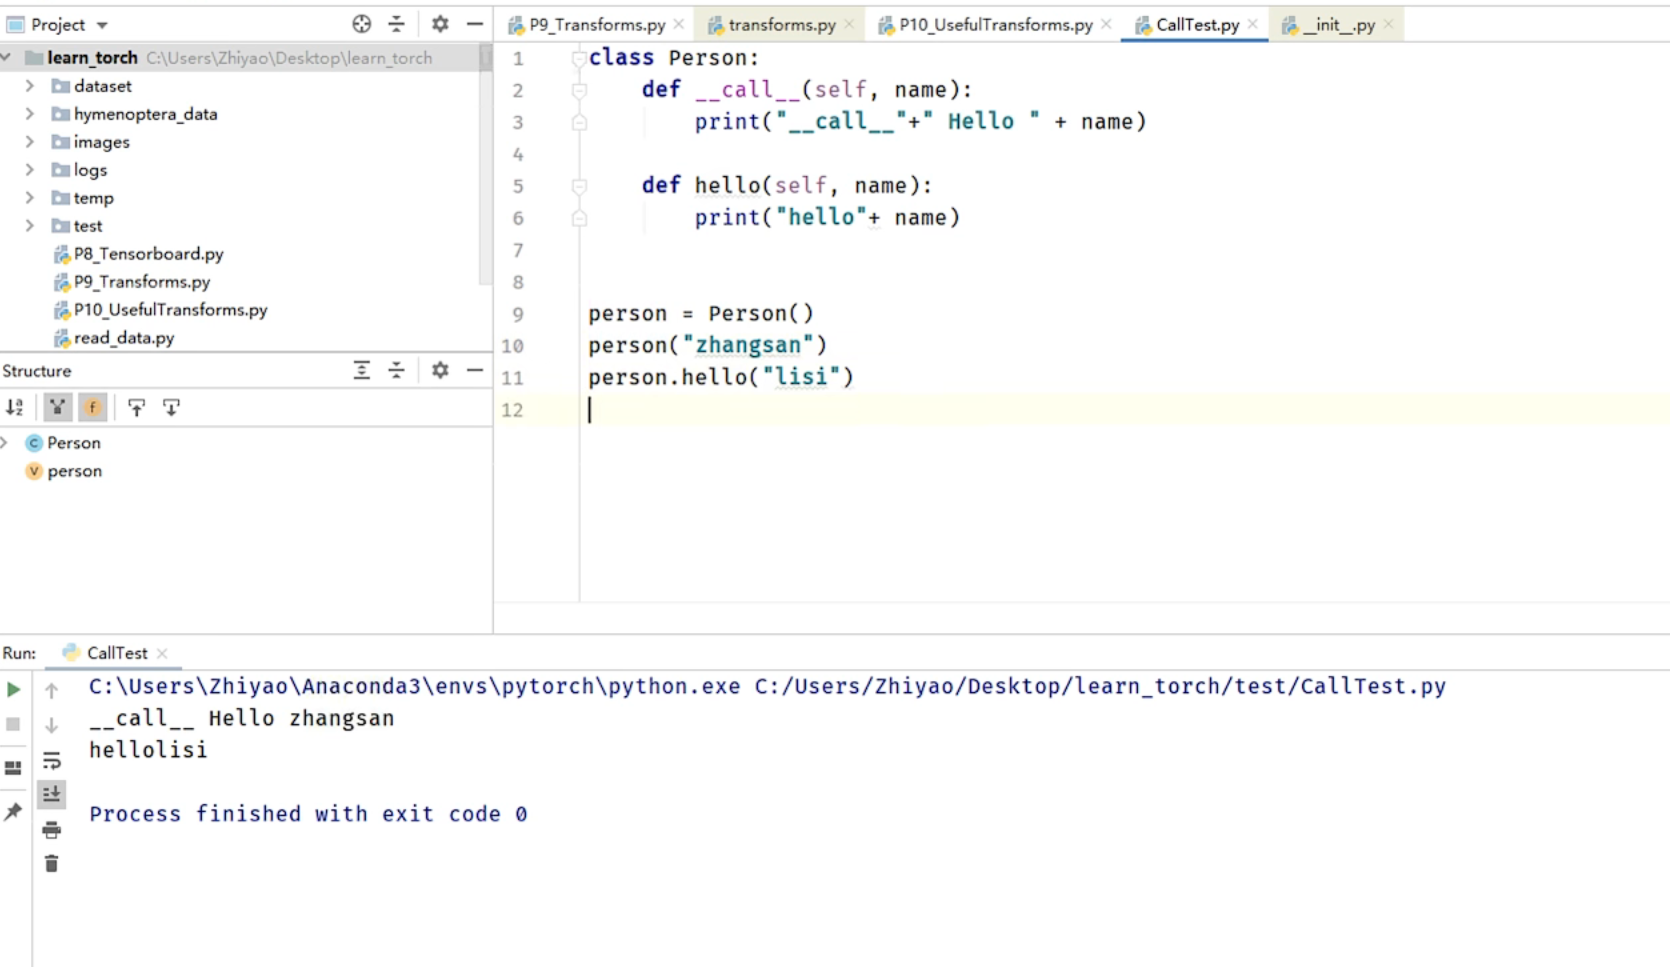 Project
learn_torch C:\Users\Zhiyao\Desktop\learn_torch
dataset
hymenoptera_data
images
logs
temp
test
P8_Tensorboard.py
P9_Transforms.py
P10_UsefulTransforms.py
read_data.py
Structure
Person
person
P9_Transforms.py transforms.py P10_UsefulTransforms.py CallTest.py __init__.py
1 class Person:
2 def __call__(self, name):
3 print("__call__"+" Hello " + name)
4
5 def hello(self, name):
6 print("hello"+ name)
7
8
9 person = Person()
10 person("zhangsan")
11 person.hello("lisi")
12
Run: CallTest
C:\Users\Zhiyao\Anaconda3\envs\pytorch\python.exe C:/Users/Zhiyao/Desktop/learn_torch/test/CallTest.py
__call__ Hello zhangsan
hellolisi
Process finished with exit code 0